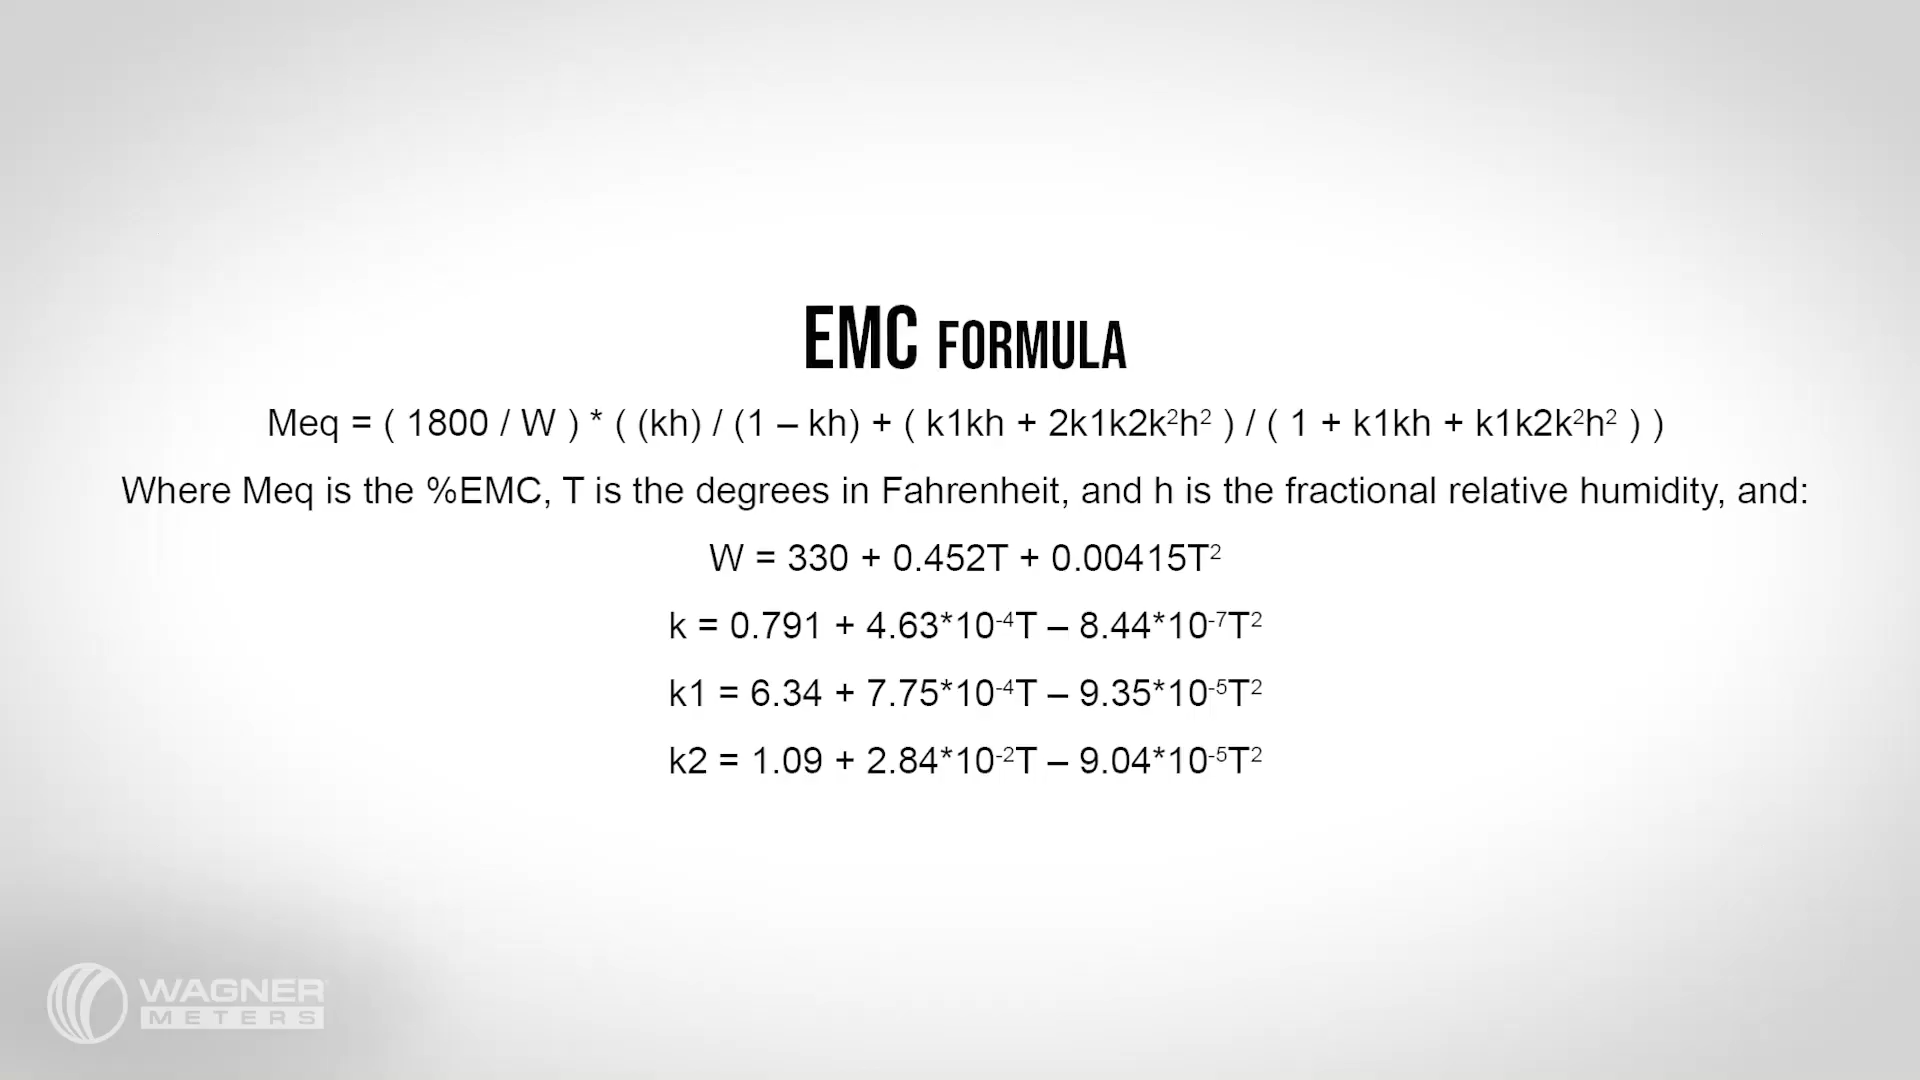 EMC FORMULA
Meq = ( 1800 / W ) * ( (kh) / (1 – kh) + ( k1kh + 2k1k2k²h² ) / ( 1 + k1kh + k1k2k²h² ) )
Where Meq is the %EMC, T is the degrees in Fahrenheit, and h is the fractional relative humidity, and:
W = 330 + 0.452T + 0.00415T²
k = 0.791 + 4.63*10⁻⁴T – 8.44*10⁻⁷T²
k1 = 6.34 + 7.75*10⁻⁴T – 9.35*10⁻⁵T²
k2 = 1.09 + 2.84*10⁻²T – 9.04*10⁻⁵T²
WAGNER
METERS